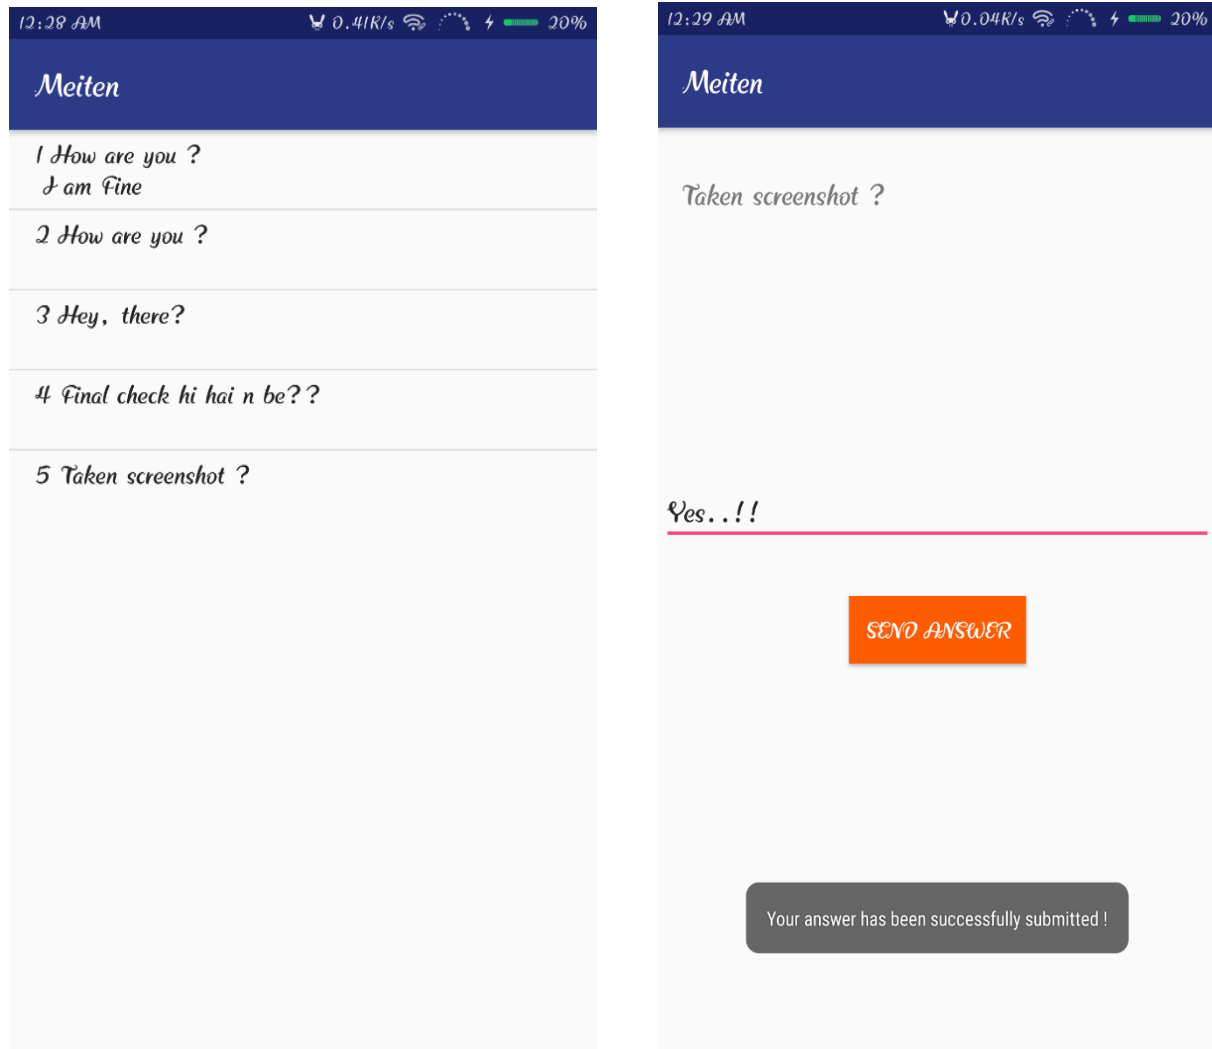 12:28 AM 0.41K/s 20%
Meiten
1 How are you ?
I am Fine
2 How are you ?
3 Hey, there?
4 Final check hi hai n be??
5 Taken screenshot ?
12:29 AM 0.04K/s 20%
Meiten
Taken screenshot ?
Yes..!!
SEND ANSWER
Your answer has been successfully submitted !